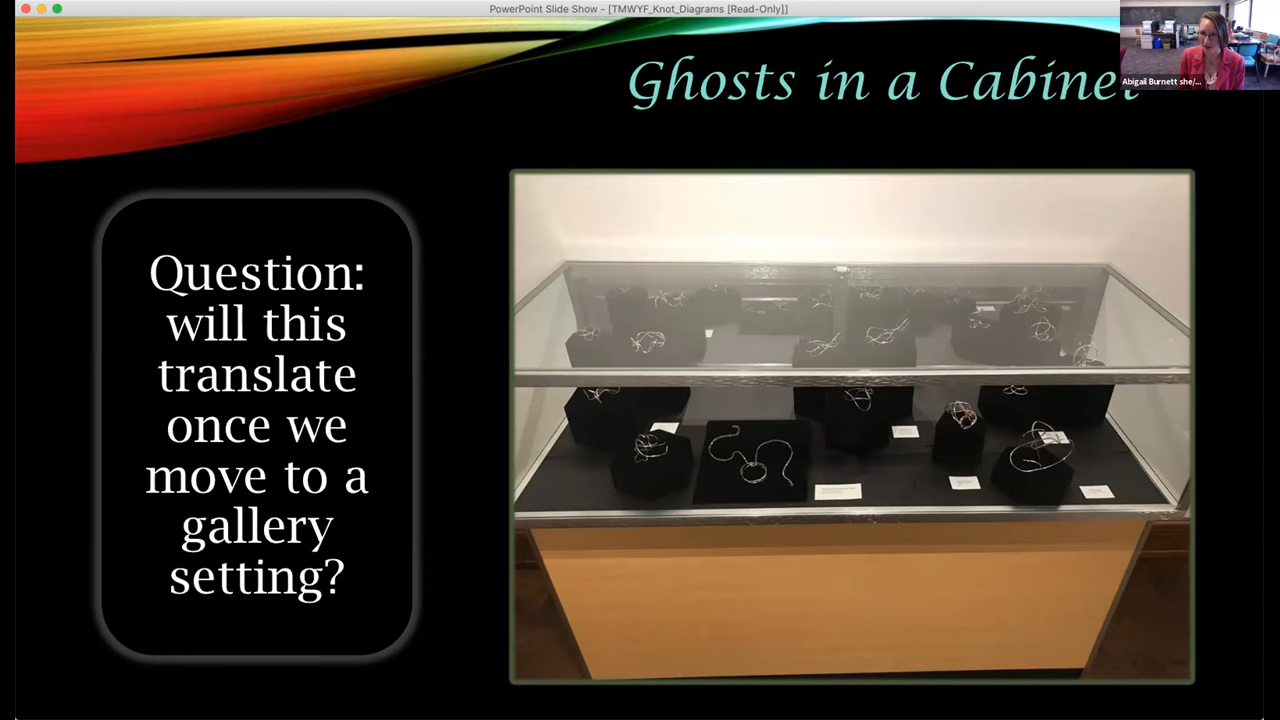 PowerPoint Slide Show - [TMWYF_Knot_Diagrams [Read-Only]]
Ghosts in a Cabinet
Abigail Burnett she/...
Question:
will this
translate
once we
move to a
gallery
setting?